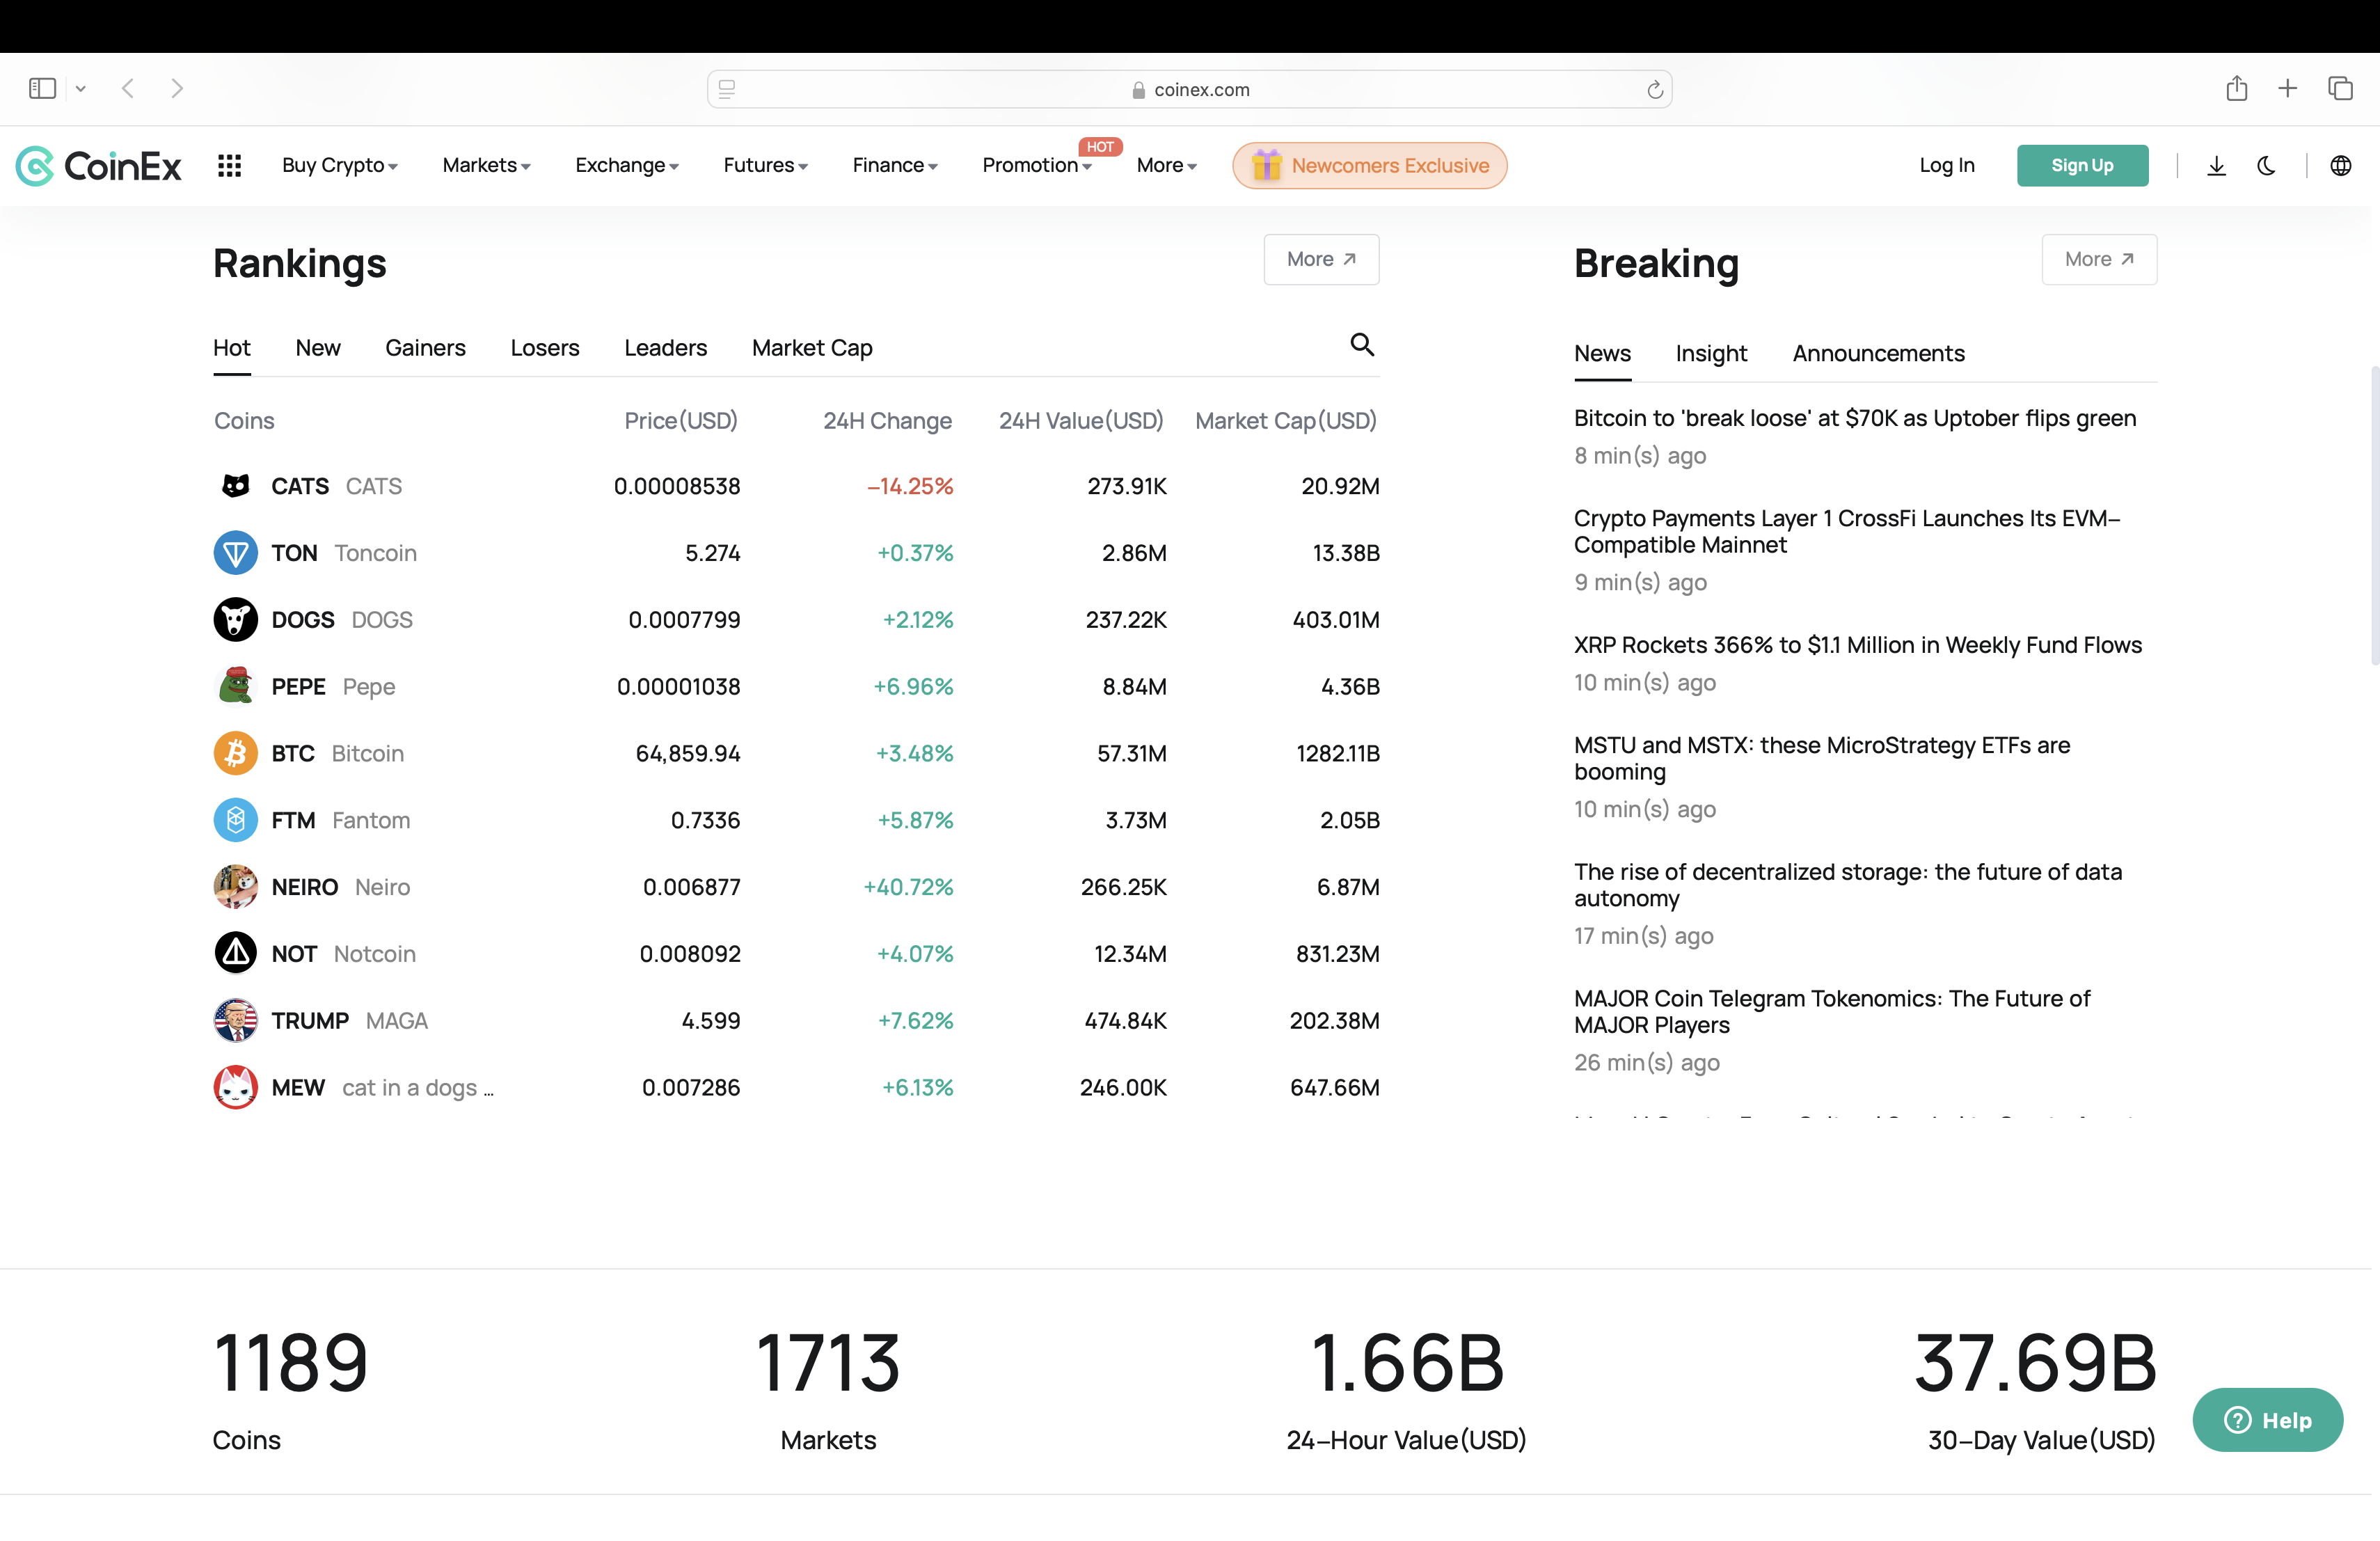 coinex.com
CoinEx Buy Crypto Markets Exchange Futures Finance Promotion HOT More Newcomers Exclusive Log In Sign Up
Rankings More
Hot New Gainers Losers Leaders Market Cap
Coins Price(USD) 24H Change 24H Value(USD) Market Cap(USD)
CATS CATS 0.00008538 -14.25% 273.91K 20.92M
TON Toncoin 5.274 +0.37% 2.86M 13.38B
DOGS DOGS 0.0007799 +2.12% 237.22K 403.01M
PEPE Pepe 0.00001038 +6.96% 8.84M 4.36B
BTC Bitcoin 64,859.94 +3.48% 57.31M 1282.11B
FTM Fantom 0.7336 +5.87% 3.73M 2.05B
NEIRO Neiro 0.006877 +40.72% 266.25K 6.87M
NOT Notcoin 0.008092 +4.07% 12.34M 831.23M
TRUMP MAGA 4.599 +7.62% 474.84K 202.38M
MEW cat in a dogs ... 0.007286 +6.13% 246.00K 647.66M
Breaking More
News Insight Announcements
Bitcoin to 'break loose' at $70K as Uptober flips green
8 min(s) ago
Crypto Payments Layer 1 CrossFi Launches Its EVM-
Compatible Mainnet
9 min(s) ago
XRP Rockets 366% to $1.1 Million in Weekly Fund Flows
10 min(s) ago
MSTU and MSTX: these MicroStrategy ETFs are
booming
10 min(s) ago
The rise of decentralized storage: the future of data
autonomy
17 min(s) ago
MAJOR Coin Telegram Tokenomics: The Future of
MAJOR Players
26 min(s) ago
1189 1713 1.66B 37.69B
Coins Markets 24-Hour Value(USD) 30-Day Value(USD)
Help